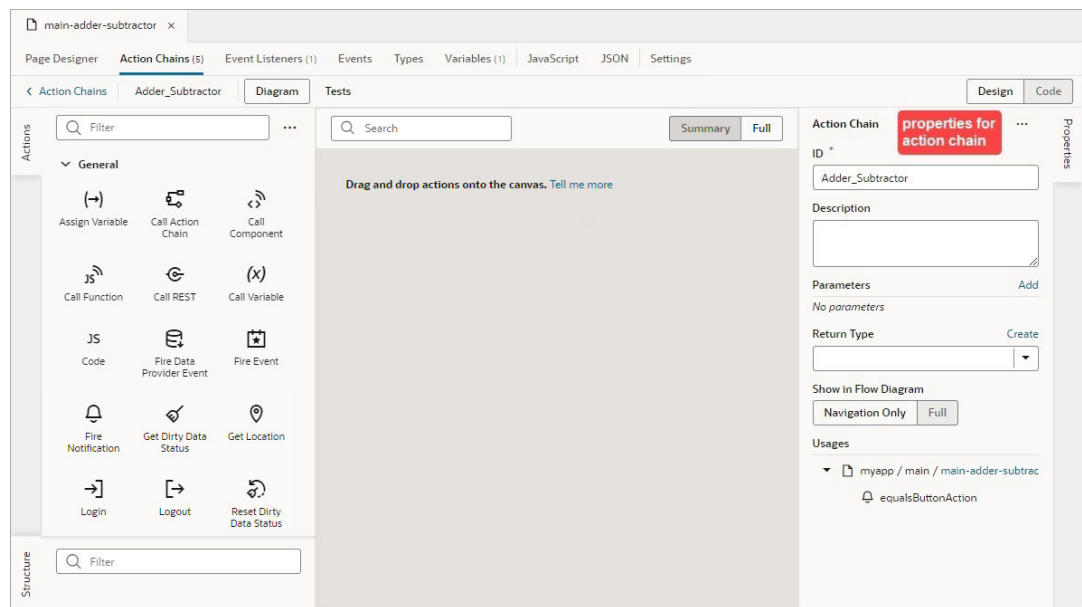 main-adder-subtractor ×
Page Designer Action Chains (5) Event Listeners (1) Events Types Variables (1) JavaScript JSON Settings
Action Chains Adder_Subtractor Diagram Tests Design Code
Actions
Filter
General
(→) Assign Variable
Call Action
Chain
Call
Component
JS Call Function
Call REST
(x) Call Variable
JS
Code
Fire Data
Provider Event
Fire Event
Fire
Notification
Get Dirty Data
Status
Get Location
Login
Logout
Reset Dirty
Data Status
Structure
Filter
Search
Summary Full
Drag and drop actions onto the canvas. Tell me more
Action Chain
properties for
action chain
Properties
ID *
Adder_Subtractor
Description
Parameters Add
No parameters
Return Type Create
Show in Flow Diagram
Navigation Only Full
Usages
myapp / main / main-adder-subtrac
equalsButtonAction